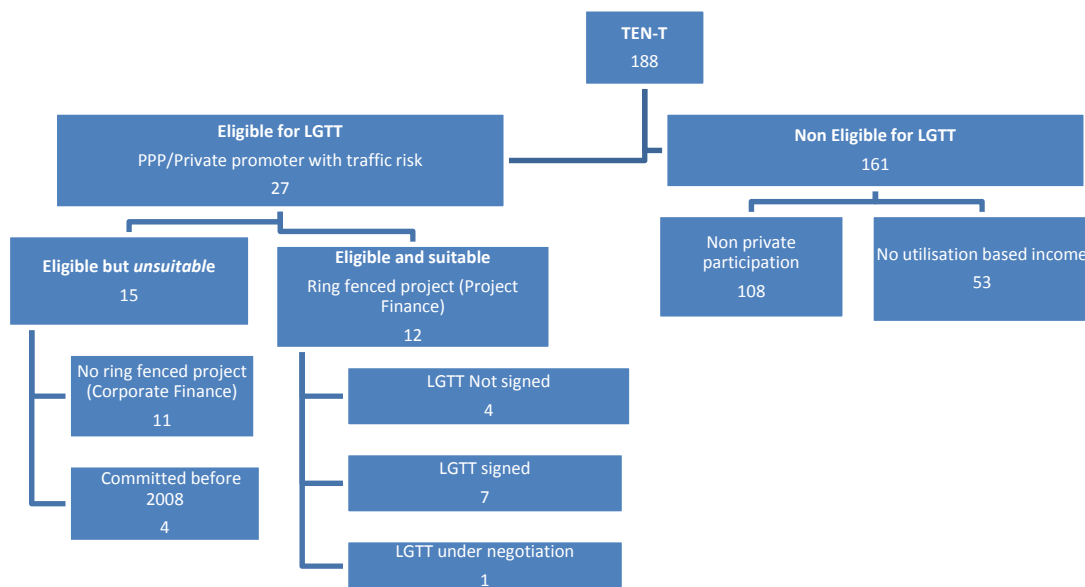 TEN-T
188
Eligible for LGTT
PPP/Private promoter with traffic risk
27
Non Eligible for LGTT
161
Eligible but unsuitable
15
Eligible and suitable
Ring fenced project (Project
Finance)
12
Non private
participation
108
No utilisation based income
53
No ring fenced project
(Corporate Finance)
11
Committed before
2008
4
LGTT Not signed
4
LGTT signed
7
LGTT under negotiation
1